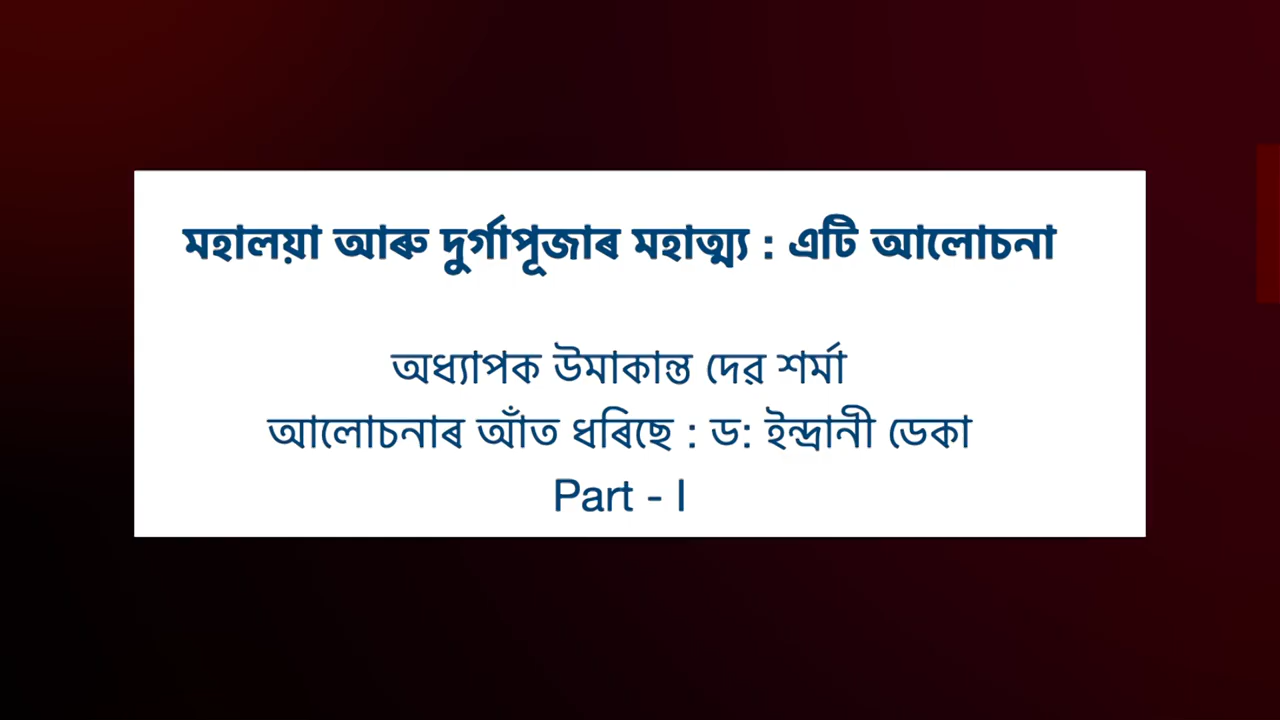 মহালয়া আৰু দুৰ্গাপূজাৰ মহাত্ম্য : এটি আলোচনা
অধ্যাপক উমাকান্ত দের শৰ্মা
আলোচনাৰ আঁত ধৰিছে : ড: ইন্দ্ৰানী ডেকা
Part - I